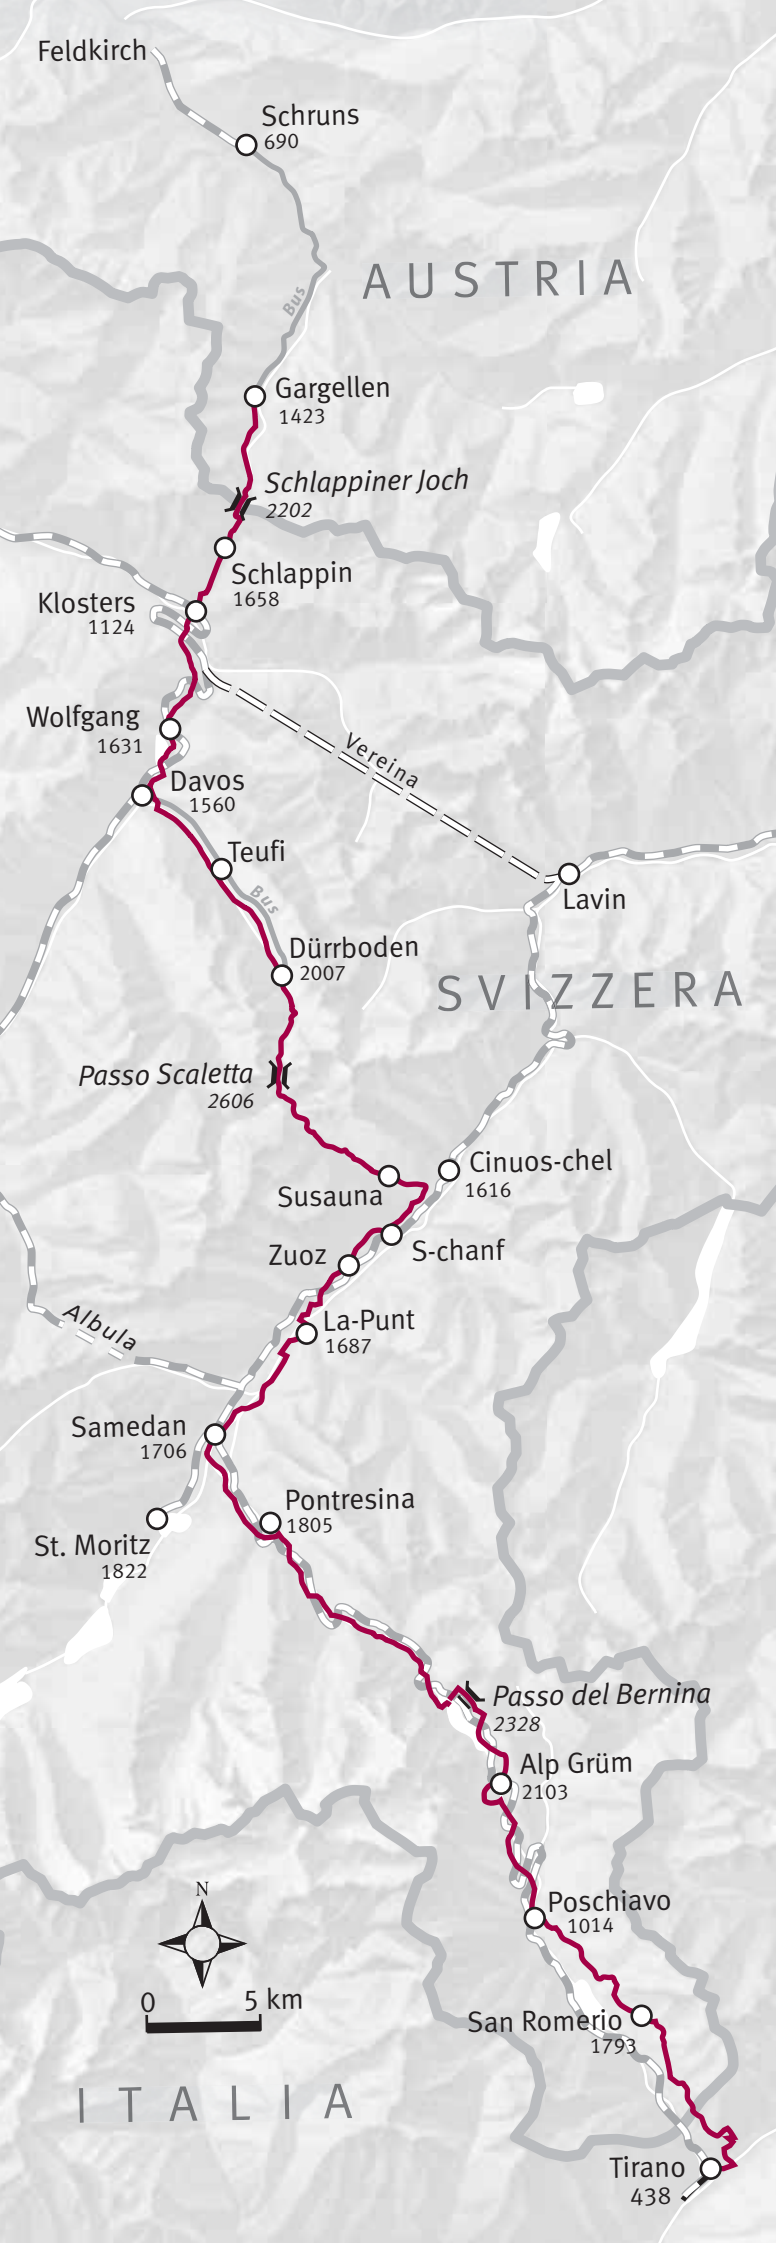 Feldkirch
Schruns
690
AUSTRIA
Bus
Gargellen
1423
Schlappiner Joch
2202
Schlappin
1658
Klosters
1124
Wolfgang
1631
Vereina
Davos
1560
Teufi
Bus
Lavin
Dürrboden
2007
SVIZZERA
Passo Scaletta
2606
Cinuos-chel
1616
Susauna
S-chanf
Zuoz
Albula
La-Punt
1687
Samedan
1706
Pontresina
1805
St. Moritz
1822
Passo del Bernina
2328
Alp Grüm
2103
N
Poschiavo
1014
0 5 km
San Romerio
1793
ITALIA
Tirano
438